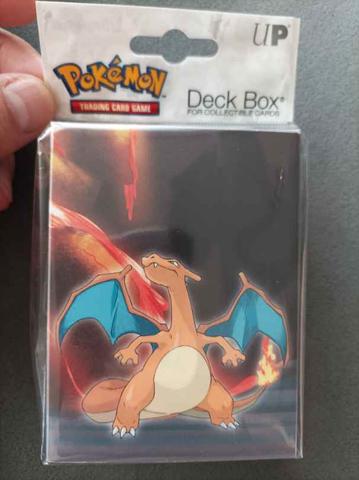 UP
POKéMON
TRADING CARD GAME
Deck Box®
FOR COLLECTIBLE CARDS